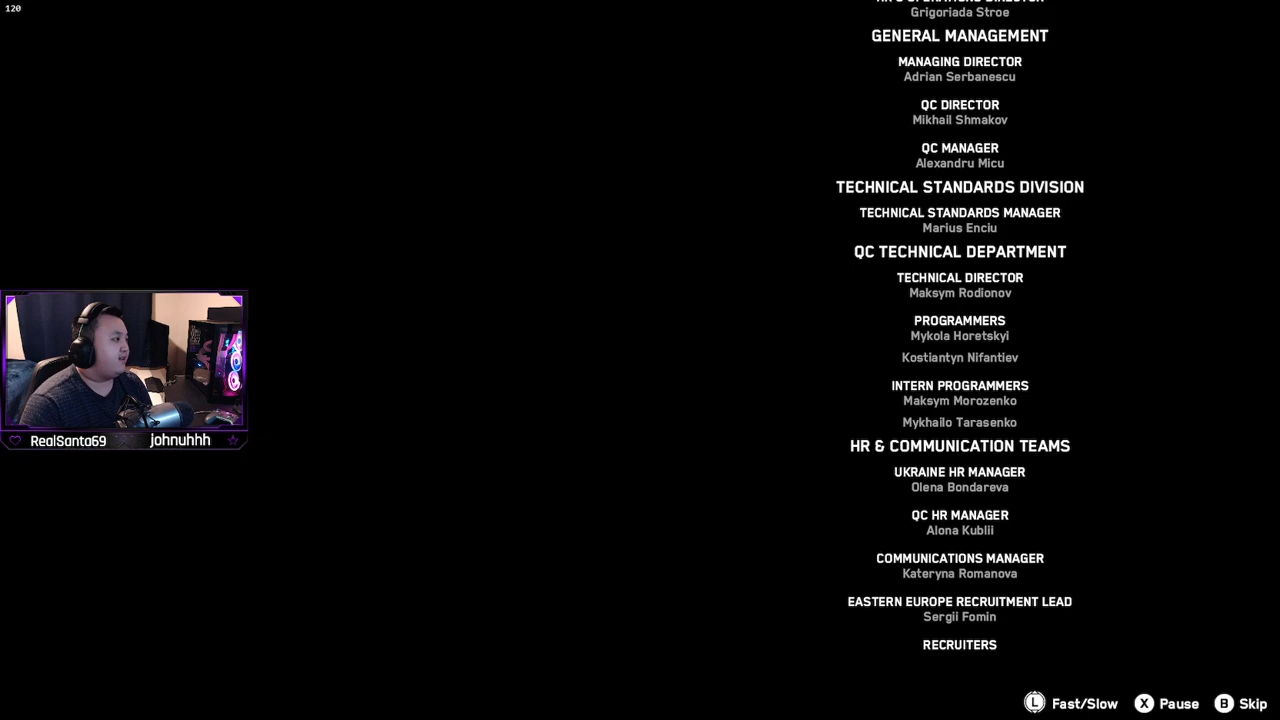 120
HR & OPERATIONS DIRECTOR
Grigoriada Stroe
GENERAL MANAGEMENT
MANAGING DIRECTOR
Adrian Serbanescu
QC DIRECTOR
Mikhail Shmakov
QC MANAGER
Alexandru Micu
TECHNICAL STANDARDS DIVISION
TECHNICAL STANDARDS MANAGER
Marius Enciu
QC TECHNICAL DEPARTMENT
TECHNICAL DIRECTOR
Maksym Rodionov
PROGRAMMERS
Mykola Horetskyi
Kostiantyn Nifantiev
INTERN PROGRAMMERS
Maksym Morozenko
Mykhailo Tarasenko
HR & COMMUNICATION TEAMS
UKRAINE HR MANAGER
Olena Bondareva
QC HR MANAGER
Alona Kublii
COMMUNICATIONS MANAGER
Kateryna Romanova
EASTERN EUROPE RECRUITMENT LEAD
Sergii Fomin
RECRUITERS
RealSanta69 johnuhhh
L Fast/Slow X Pause B Skip